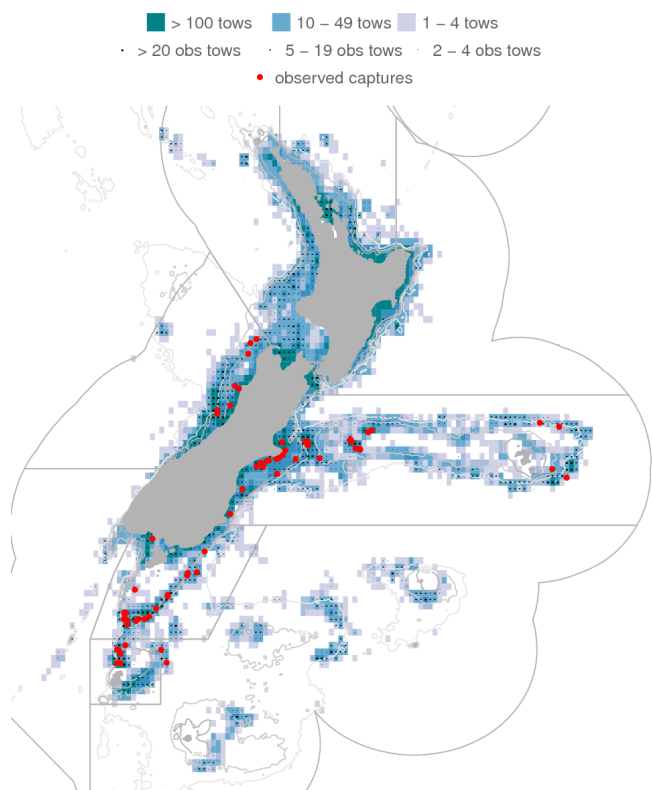 > 100 tows 10 – 49 tows 1 – 4 tows
> 20 obs tows 5 – 19 obs tows 2 – 4 obs tows
observed captures